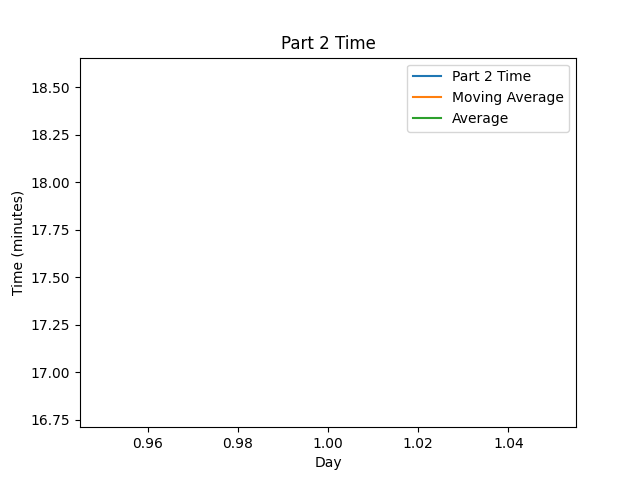 Part 2 Time
Part 2 Time
Moving Average
Average
18.50
18.25
18.00
17.75
17.50
17.25
17.00
16.75
Time (minutes)
0.96 0.98 1.00 1.02 1.04
Day